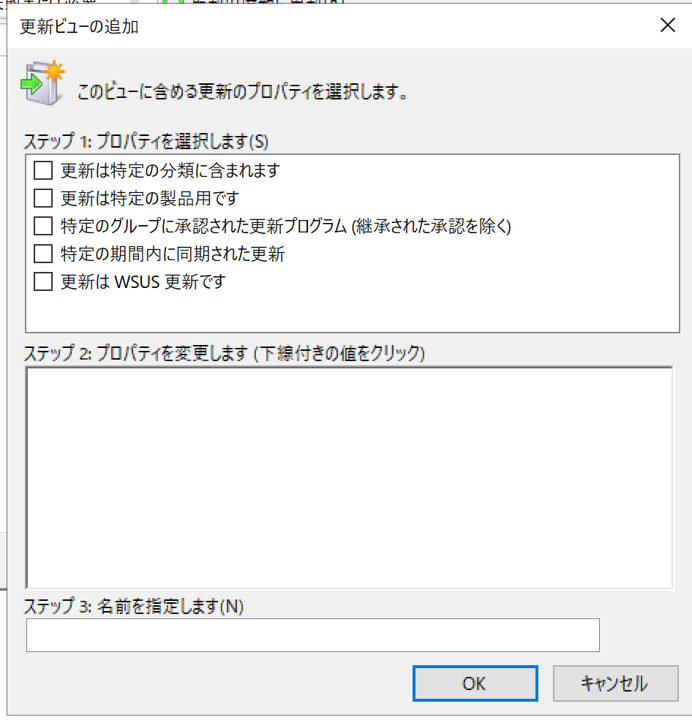 更新ビューの追加
このビューに含める更新のプロパティを選択します。
ステップ 1: プロパティを選択します(S)
更新は特定の分類に含まれます
更新は特定の製品用です
特定のグループに承認された更新プログラム (継承された承認を除く)
特定の期間内に同期された更新
更新は WSUS 更新です
ステップ 2: プロパティを変更します (下線付きの値をクリック)
ステップ 3: 名前を指定します(N)
OK
キャンセル